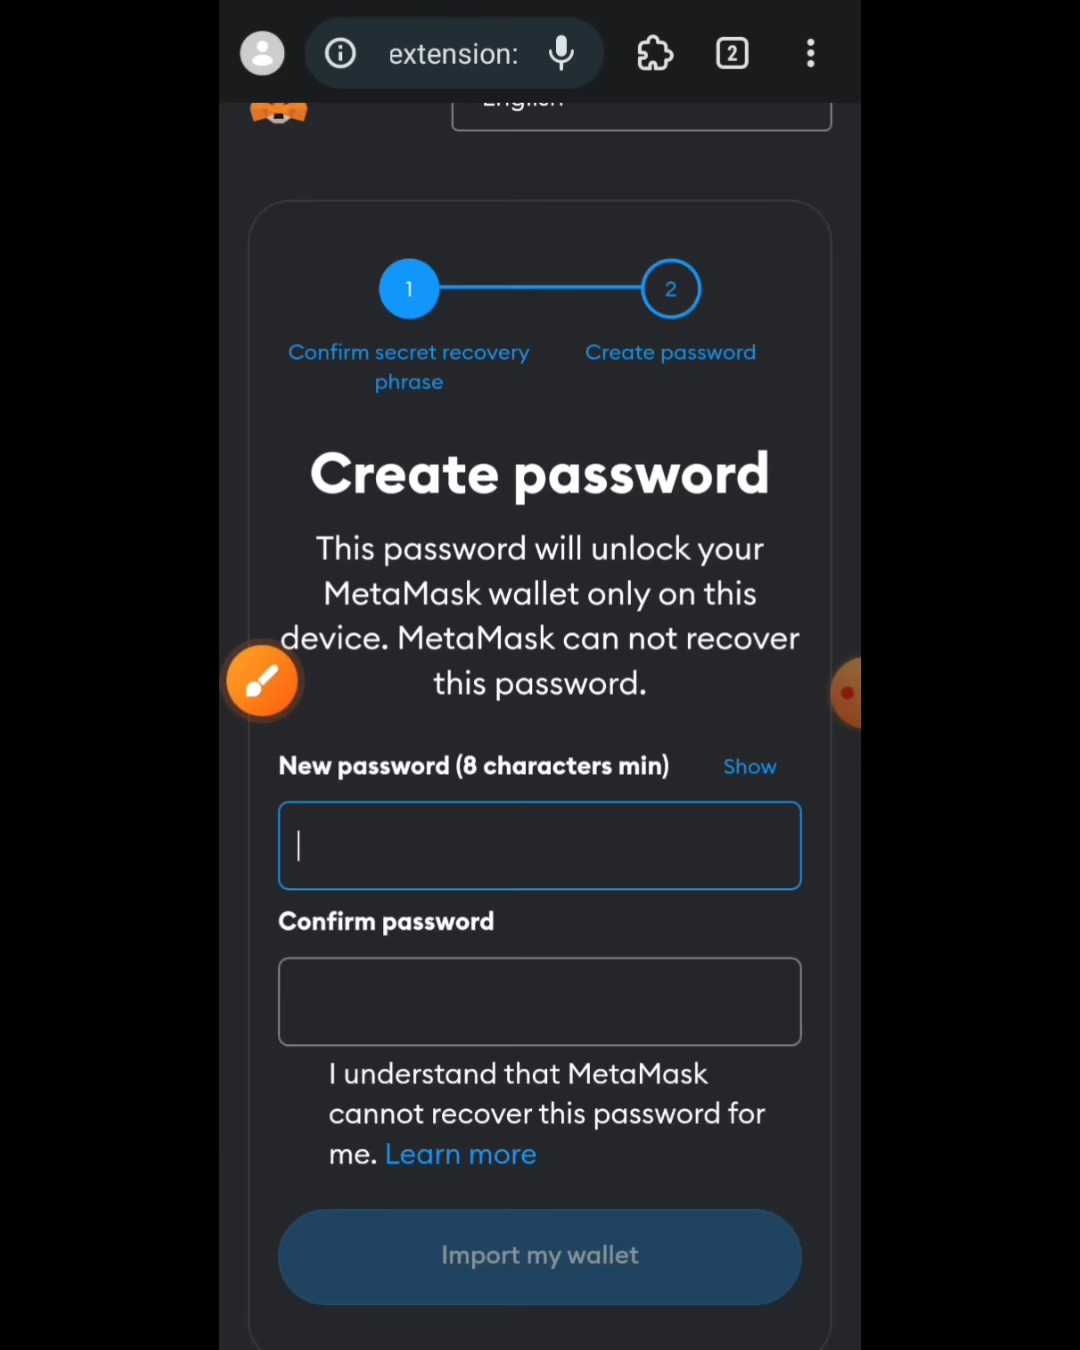 extension:
2
English
1
2
Confirm secret recovery
phrase
Create password
Create password
This password will unlock your
MetaMask wallet only on this
device. MetaMask can not recover
this password.
New password (8 characters min)
Show
Confirm password
I understand that MetaMask
cannot recover this password for
me. Learn more
Import my wallet